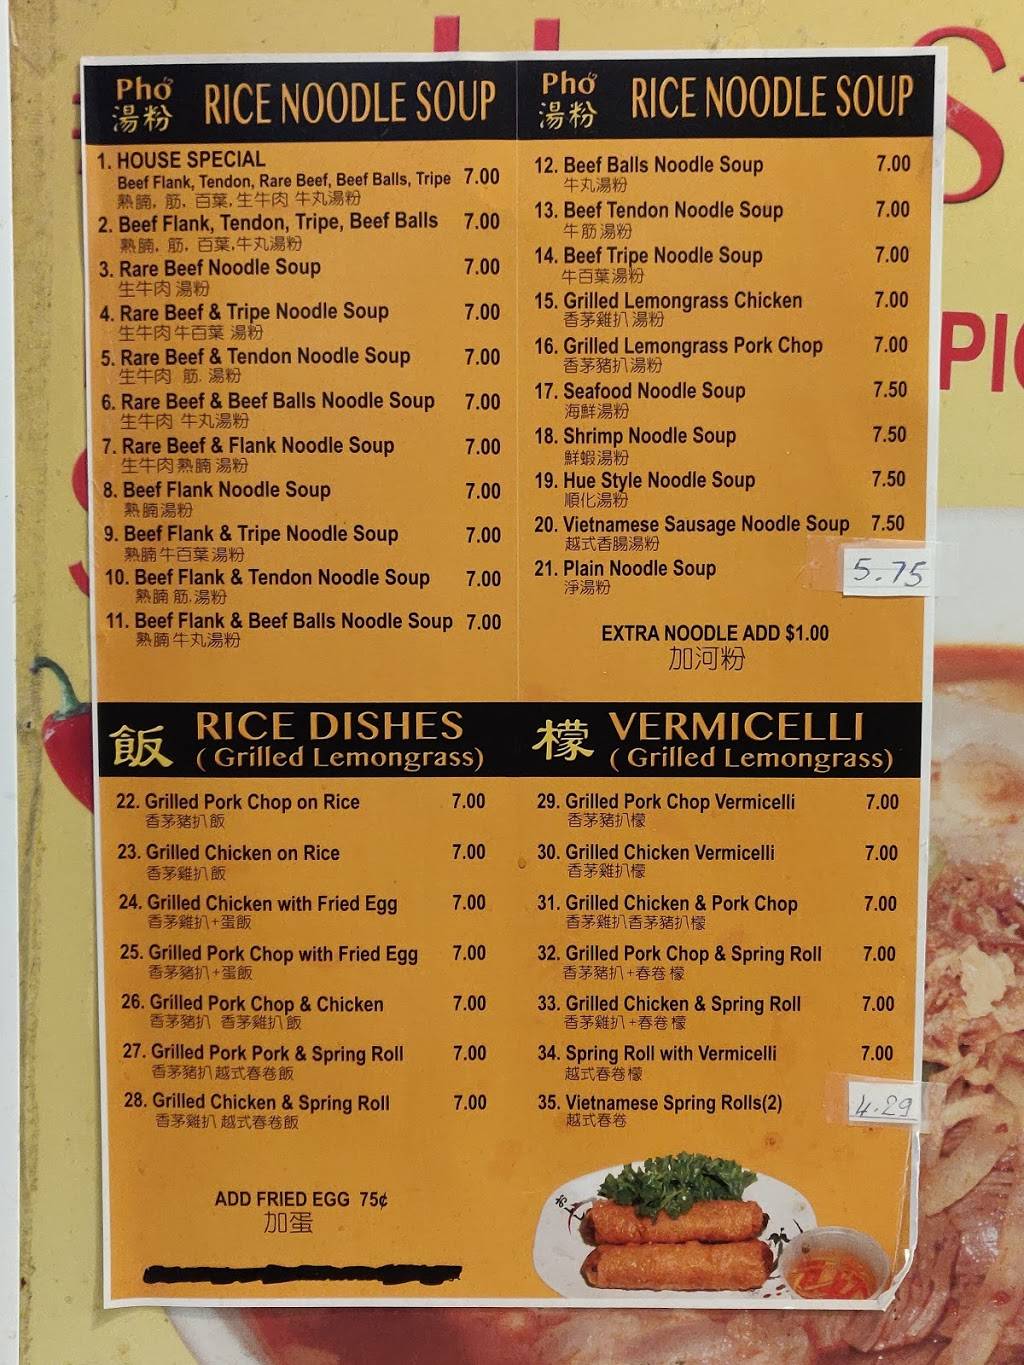 Phở
湯粉
RICE NOODLE SOUP
1. HOUSE SPECIAL
Beef Flank, Tendon, Rare Beef, Beef Balls, Tripe 7.00
熟腩, 筋, 百葉,生牛肉 牛丸湯粉
2. Beef Flank, Tendon, Tripe, Beef Balls 7.00
熟腩, 筋, 百葉,牛丸湯粉
3. Rare Beef Noodle Soup 7.00
生牛肉 湯粉
4. Rare Beef & Tripe Noodle Soup 7.00
生牛肉 牛百葉 湯粉
5. Rare Beef & Tendon Noodle Soup 7.00
生牛肉 筋, 湯粉
6. Rare Beef & Beef Balls Noodle Soup 7.00
生牛肉 牛丸湯粉
7. Rare Beef & Flank Noodle Soup 7.00
生牛肉 熟腩 湯粉
8. Beef Flank Noodle Soup 7.00
熟腩湯粉
9. Beef Flank & Tripe Noodle Soup 7.00
熟腩 牛百葉 湯粉
10. Beef Flank & Tendon Noodle Soup 7.00
熟腩 筋,湯粉
11. Beef Flank & Beef Balls Noodle Soup 7.00
熟腩 牛丸湯粉
Phở
湯粉
RICE NOODLE SOUP
12. Beef Balls Noodle Soup 7.00
牛丸湯粉
13. Beef Tendon Noodle Soup 7.00
牛筋 湯粉
14. Beef Tripe Noodle Soup 7.00
牛百葉湯粉
15. Grilled Lemongrass Chicken 7.00
香茅雞扒 湯粉
16. Grilled Lemongrass Pork Chop 7.00
香茅豬扒 湯粉
17. Seafood Noodle Soup 7.50
海鮮湯粉
18. Shrimp Noodle Soup 7.50
鮮蝦湯粉
19. Hue Style Noodle Soup 7.50
順化湯粉
20. Vietnamese Sausage Noodle Soup 7.50
越式香腸湯粉
21. Plain Noodle Soup 5.75
淨湯粉
EXTRA NOODLE ADD $1.00
加河粉
飯
RICE DISHES
( Grilled Lemongrass)
22. Grilled Pork Chop on Rice 7.00
香茅豬扒 飯
23. Grilled Chicken on Rice 7.00
香茅雞扒 飯
24. Grilled Chicken with Fried Egg 7.00
香茅雞扒+蛋飯
25. Grilled Pork Chop with Fried Egg 7.00
香茅豬扒+蛋飯
26. Grilled Pork Chop & Chicken 7.00
香茅豬扒 香茅雞扒 飯
27. Grilled Pork Pork & Spring Roll 7.00
香茅豬扒 越式春卷飯
28. Grilled Chicken & Spring Roll 7.00
香茅雞扒 越式春卷飯
ADD FRIED EGG 75¢
加蛋
檬
VERMICELLI
( Grilled Lemongrass)
29. Grilled Pork Chop Vermicelli 7.00
香茅豬扒檬
30. Grilled Chicken Vermicelli 7.00
香茅雞扒檬
31. Grilled Chicken & Pork Chop 7.00
香茅雞扒香茅豬扒檬
32. Grilled Pork Chop & Spring Roll 7.00
香茅豬扒+春卷 檬
33. Grilled Chicken & Spring Roll 7.00
香茅雞扒+春卷 檬
34. Spring Roll with Vermicelli 7.00
越式春卷檬
35. Vietnamese Spring Rolls(2) 4.29
越式春卷
PIC